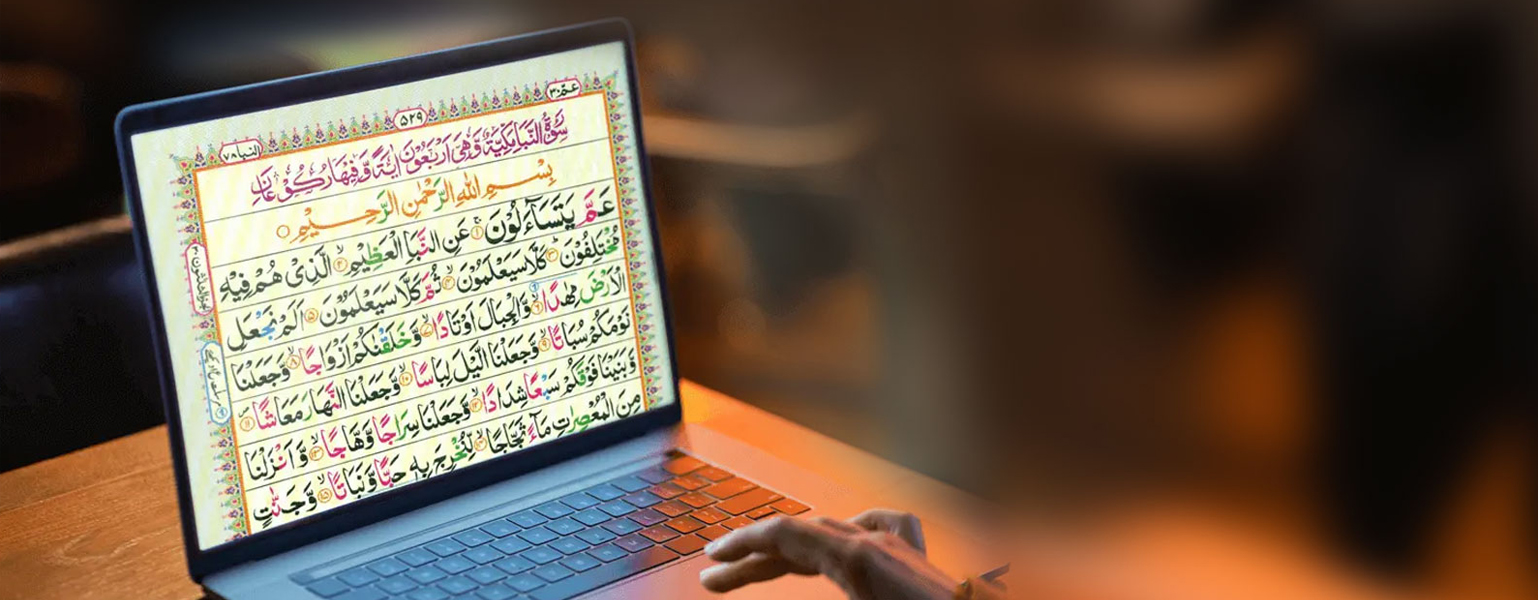 عـمّ ٣٠
٥٢٩
النبا ٧٨
سُوْرَةُ النَّبَاِ مَكِّيَّةٌ وَّهِيَ اَرْبَعُوْنَ اٰيَةً وَّفِيْهَا رُكُوْعَانِ
بِسْمِ اللّٰهِ الرَّحْمٰنِ الرَّحِيْمِ
عَمَّ يَتَسَآءَلُوْنَ ۚ ١ عَنِ النَّبَاِ الْعَظِيْمِ ۙ ٢ الَّذِيْ هُمْ فِيْهِ
مُخْتَلِفُوْنَ ؕ ٣ كَلَّا سَيَعْلَمُوْنَ ۙ ٤ ثُمَّ كَلَّا سَيَعْلَمُوْنَ ٥ اَلَمْ نَجْعَلِ
الْاَرْضَ مِهٰدًا ۙ ٦ وَّالْجِبَالَ اَوْتَادًا ۪ۙ ٧ وَّخَلَقْنٰكُمْ اَزْوَاجًا ۙ ٨ وَّجَعَلْنَا
نَوْمَكُمْ سُبَاتًا ۙ ٩ وَّجَعَلْنَا الَّيْلَ لِبَاسًا ۙ ١٠ وَّجَعَلْنَا النَّهَارَ مَعَاشًا ۪ ١١
وَّبَنَيْنَا فَوْقَكُمْ سَبْعًا شِدَادًا ۙ ١٢ وَّجَعَلْنَا سِرَاجًا وَّهَّاجًا ۪ۙ ١٣ وَّاَنْزَلْنَا
مِنَ الْمُعْصِرٰتِ مَآءً ثَجَّاجًا ۙ ١٤ لِّنُخْرِجَ بِهٖ حَبًّا وَّنَبَاتًا ۙ ١٥ وَّجَنّٰتٍ